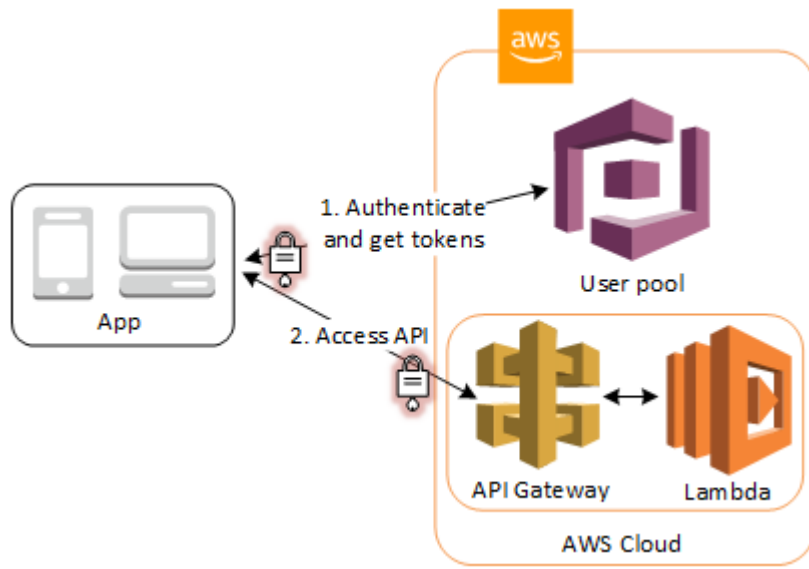 aws
1. Authenticate
and get tokens
User pool
App
2. Access API
API Gateway
Lambda
AWS Cloud